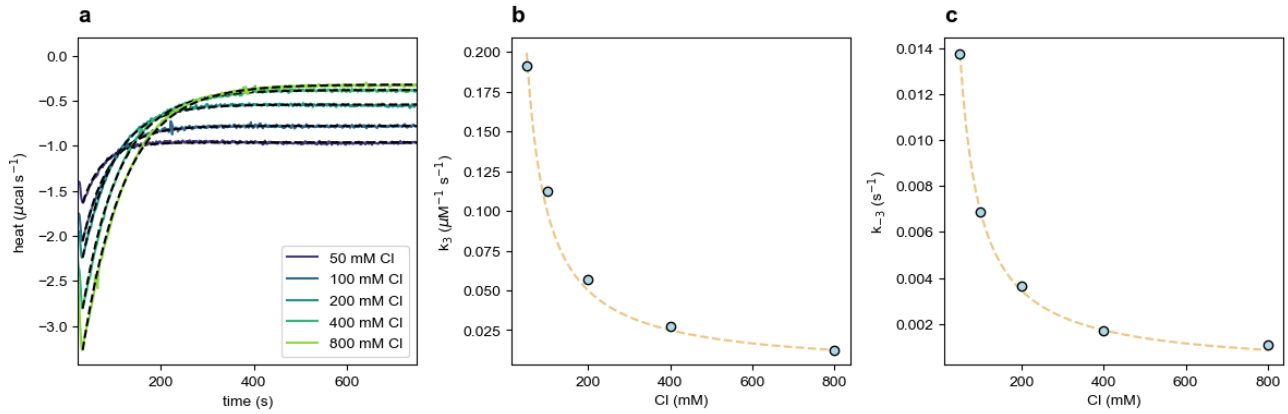 a
0.0
−0.5
−1.0
−1.5
−2.0
−2.5
−3.0
heat (μcal s⁻¹)
200
400
600
time (s)
50 mM Cl
100 mM Cl
200 mM Cl
400 mM Cl
800 mM Cl
b
0.200
0.175
0.150
0.125
0.100
0.075
0.050
0.025
k₃ (μM⁻¹ s⁻¹)
200
400
600
800
Cl (mM)
c
0.014
0.012
0.010
0.008
0.006
0.004
0.002
k₋₃ (s⁻¹)
200
400
600
800
Cl (mM)